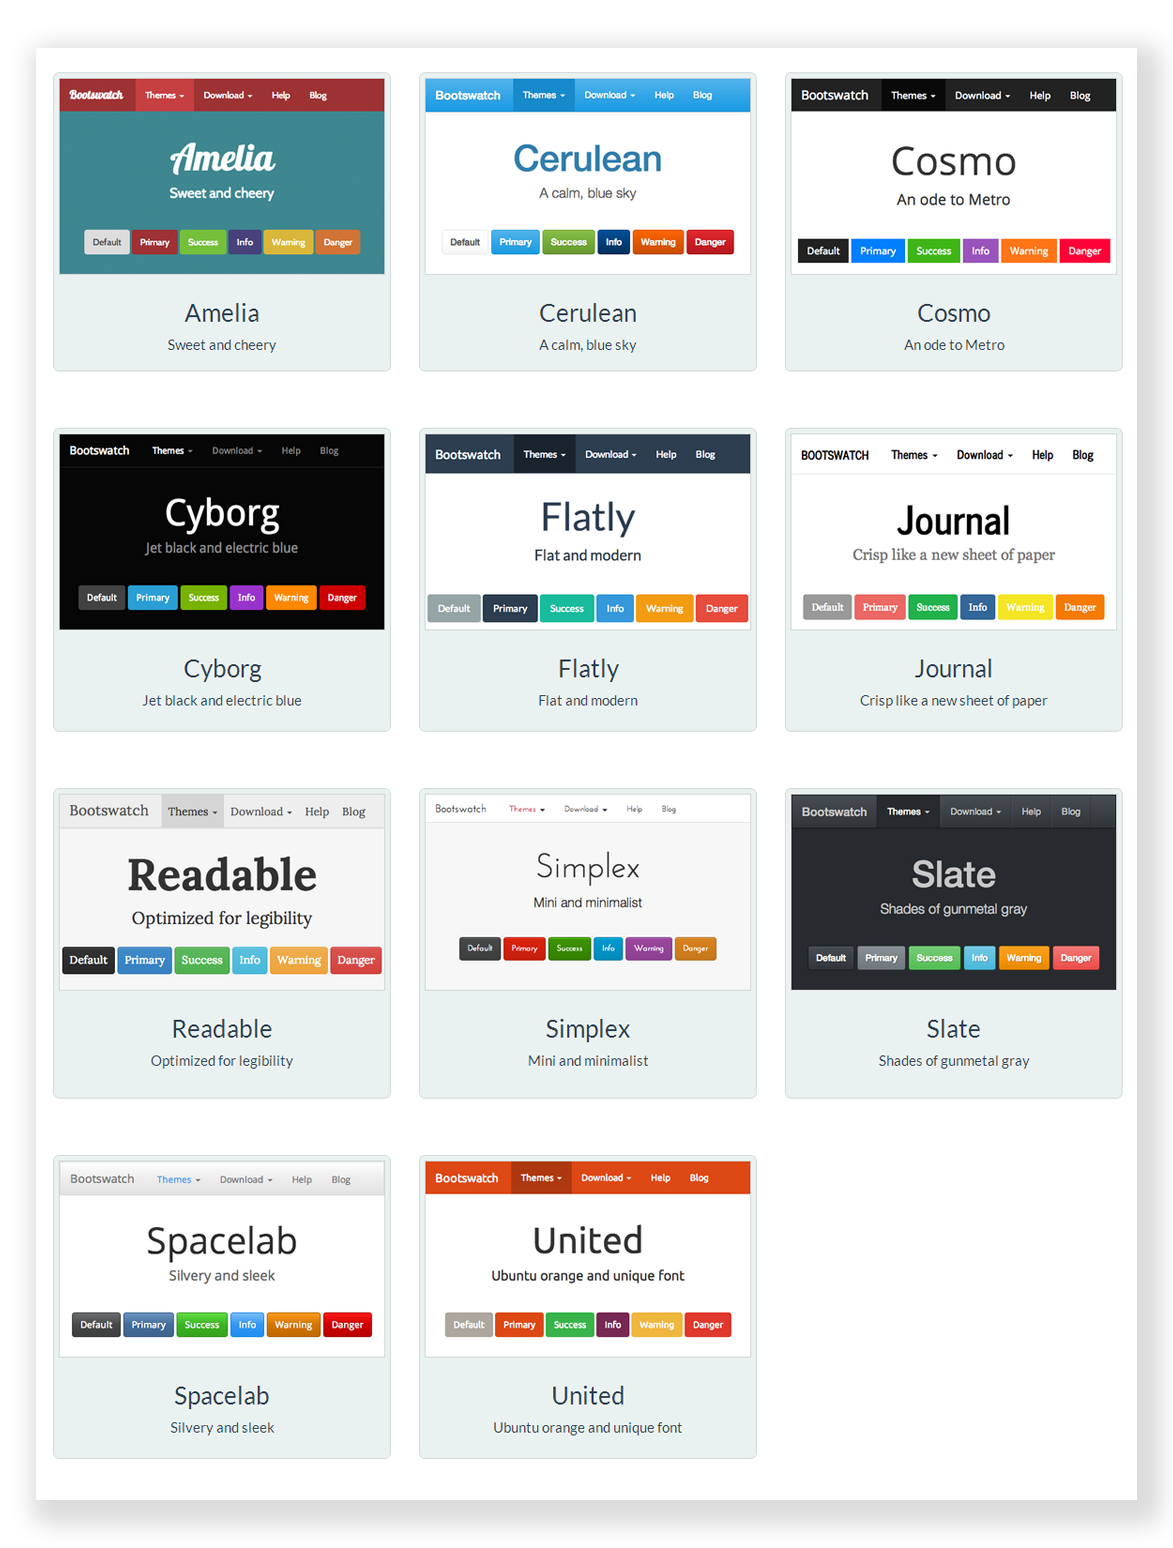 Bootswatch Themes Download Help Blog
Amelia
Sweet and cheery
Default Primary Success Info Warning Danger
Amelia
Sweet and cheery
Bootswatch Themes Download Help Blog
Cerulean
A calm, blue sky
Default Primary Success Info Warning Danger
Cerulean
A calm, blue sky
Bootswatch Themes Download Help Blog
Cosmo
An ode to Metro
Default Primary Success Info Warning Danger
Cosmo
An ode to Metro
Bootswatch Themes Download Help Blog
Cyborg
Jet black and electric blue
Default Primary Success Info Warning Danger
Cyborg
Jet black and electric blue
Bootswatch Themes Download Help Blog
Flatly
Flat and modern
Default Primary Success Info Warning Danger
Flatly
Flat and modern
BOOTSWATCH Themes Download Help Blog
Journal
Crisp like a new sheet of paper
Default Primary Success Info Warning Danger
Journal
Crisp like a new sheet of paper
Bootswatch Themes Download Help Blog
Readable
Optimized for legibility
Default Primary Success Info Warning Danger
Readable
Optimized for legibility
Bootswatch Themes Download Help Blog
Simplex
Mini and minimalist
Default Primary Success Info Warning Danger
Simplex
Mini and minimalist
Bootswatch Themes Download Help Blog
Slate
Shades of gunmetal gray
Default Primary Success Info Warning Danger
Slate
Shades of gunmetal gray
Bootswatch Themes Download Help Blog
Spacelab
Silvery and sleek
Default Primary Success Info Warning Danger
Spacelab
Silvery and sleek
Bootswatch Themes Download Help Blog
United
Ubuntu orange and unique font
Default Primary Success Info Warning Danger
United
Ubuntu orange and unique font